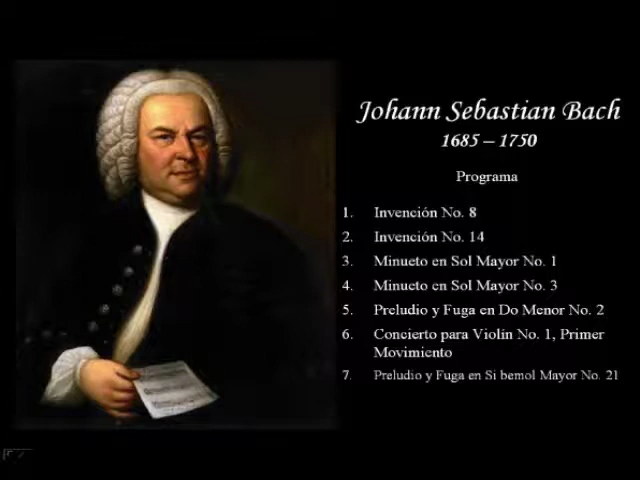 Johann Sebastian Bach
1685 – 1750
Programa
1. Invención No. 8
2. Invención No. 14
3. Minueto en Sol Mayor No. 1
4. Minueto en Sol Mayor No. 3
5. Preludio y Fuga en Do Menor No. 2
6. Concierto para Violín No. 1, Primer
Movimiento
7. Preludio y Fuga en Si bemol Mayor No. 21